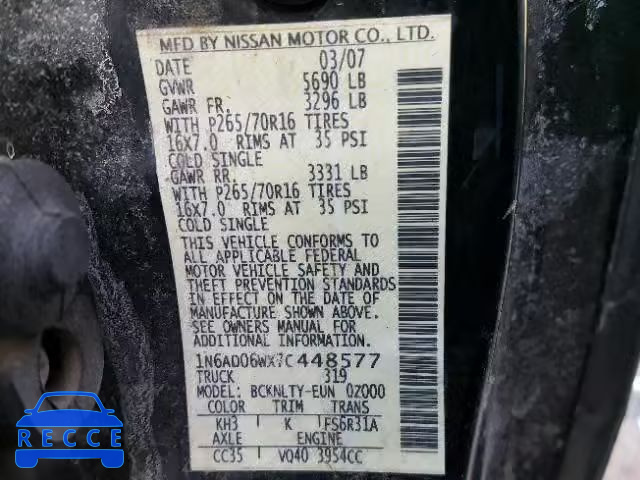 MFD BY NISSAN MOTOR CO., LTD.
DATE 03/07
GVWR 5690 LB
GAWR FR. 3296 LB
WITH P265/70R16 TIRES
16X7.0 RIMS AT 35 PSI
COLD SINGLE
GAWR RR. 3331 LB
WITH P265/70R16 TIRES
16X7.0 RIMS AT 35 PSI
COLD SINGLE
THIS VEHICLE CONFORMS TO
ALL APPLICABLE FEDERAL
MOTOR VEHICLE SAFETY AND
THEFT PREVENTION STANDARDS
IN EFFECT ON THE DATE OF
MANUFACTURE SHOWN ABOVE.
SEE OWNERS MANUAL FOR
ADDITIONAL INFORMATION.
1N6AD06WX7C448577
TRUCK 319
MODEL: BCKNLTY-EUN 0Z000
COLOR TRIM TRANS
KH3 K FS6R31A
AXLE ENGINE
CC35 VQ40 3954CC
AUTOBIDMASTER